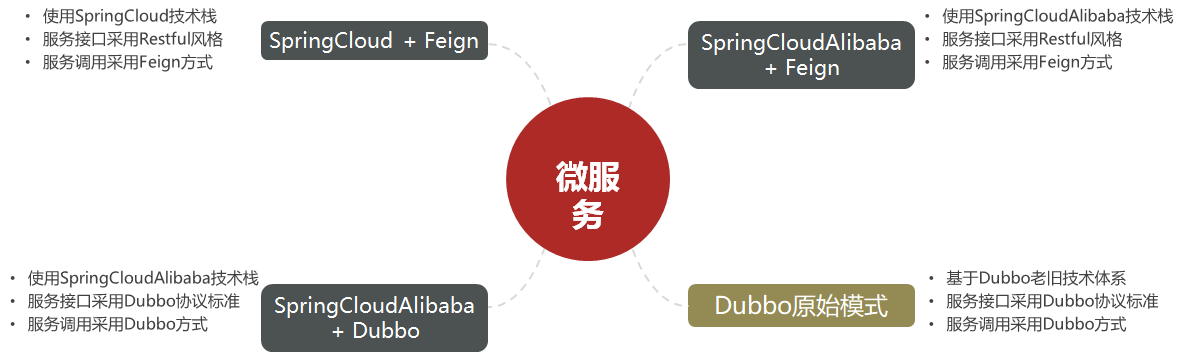 • 使用SpringCloud技术栈
• 服务接口采用Restful风格
• 服务调用采用Feign方式
SpringCloud + Feign
SpringCloudAlibaba
+ Feign
• 使用SpringCloudAlibaba技术栈
• 服务接口采用Restful风格
• 服务调用采用Feign方式
微服
务
• 使用SpringCloudAlibaba技术栈
• 服务接口采用Dubbo协议标准
• 服务调用采用Dubbo方式
SpringCloudAlibaba
+ Dubbo
Dubbo原始模式
• 基于Dubbo老旧技术体系
• 服务接口采用Dubbo协议标准
• 服务调用采用Dubbo方式